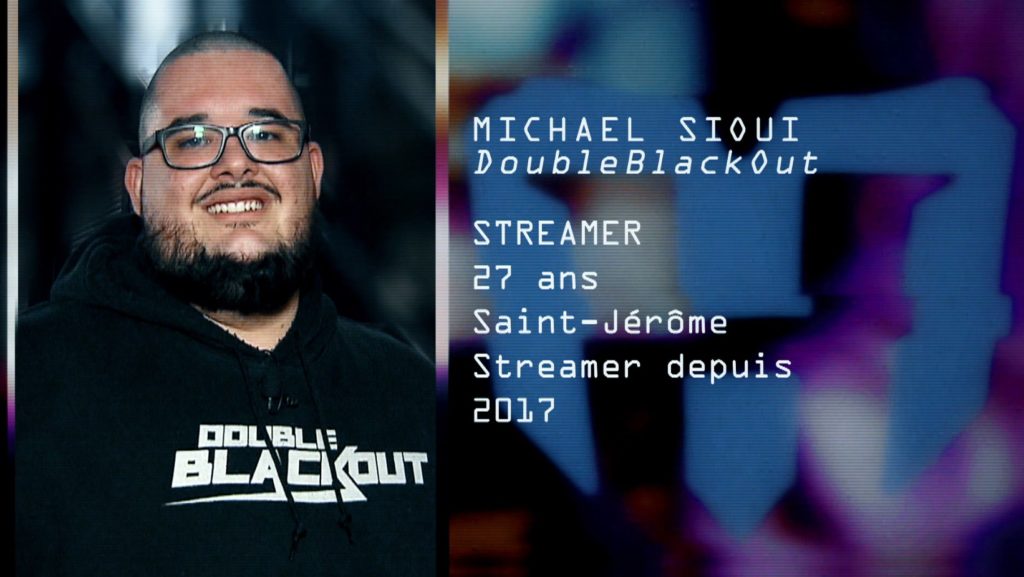 MICHAEL SIOUI
DoubleBlackOut
STREAMER
27 ans
Saint-Jérôme
Streamer depuis
2017
DOUBLE
BLACKOUT